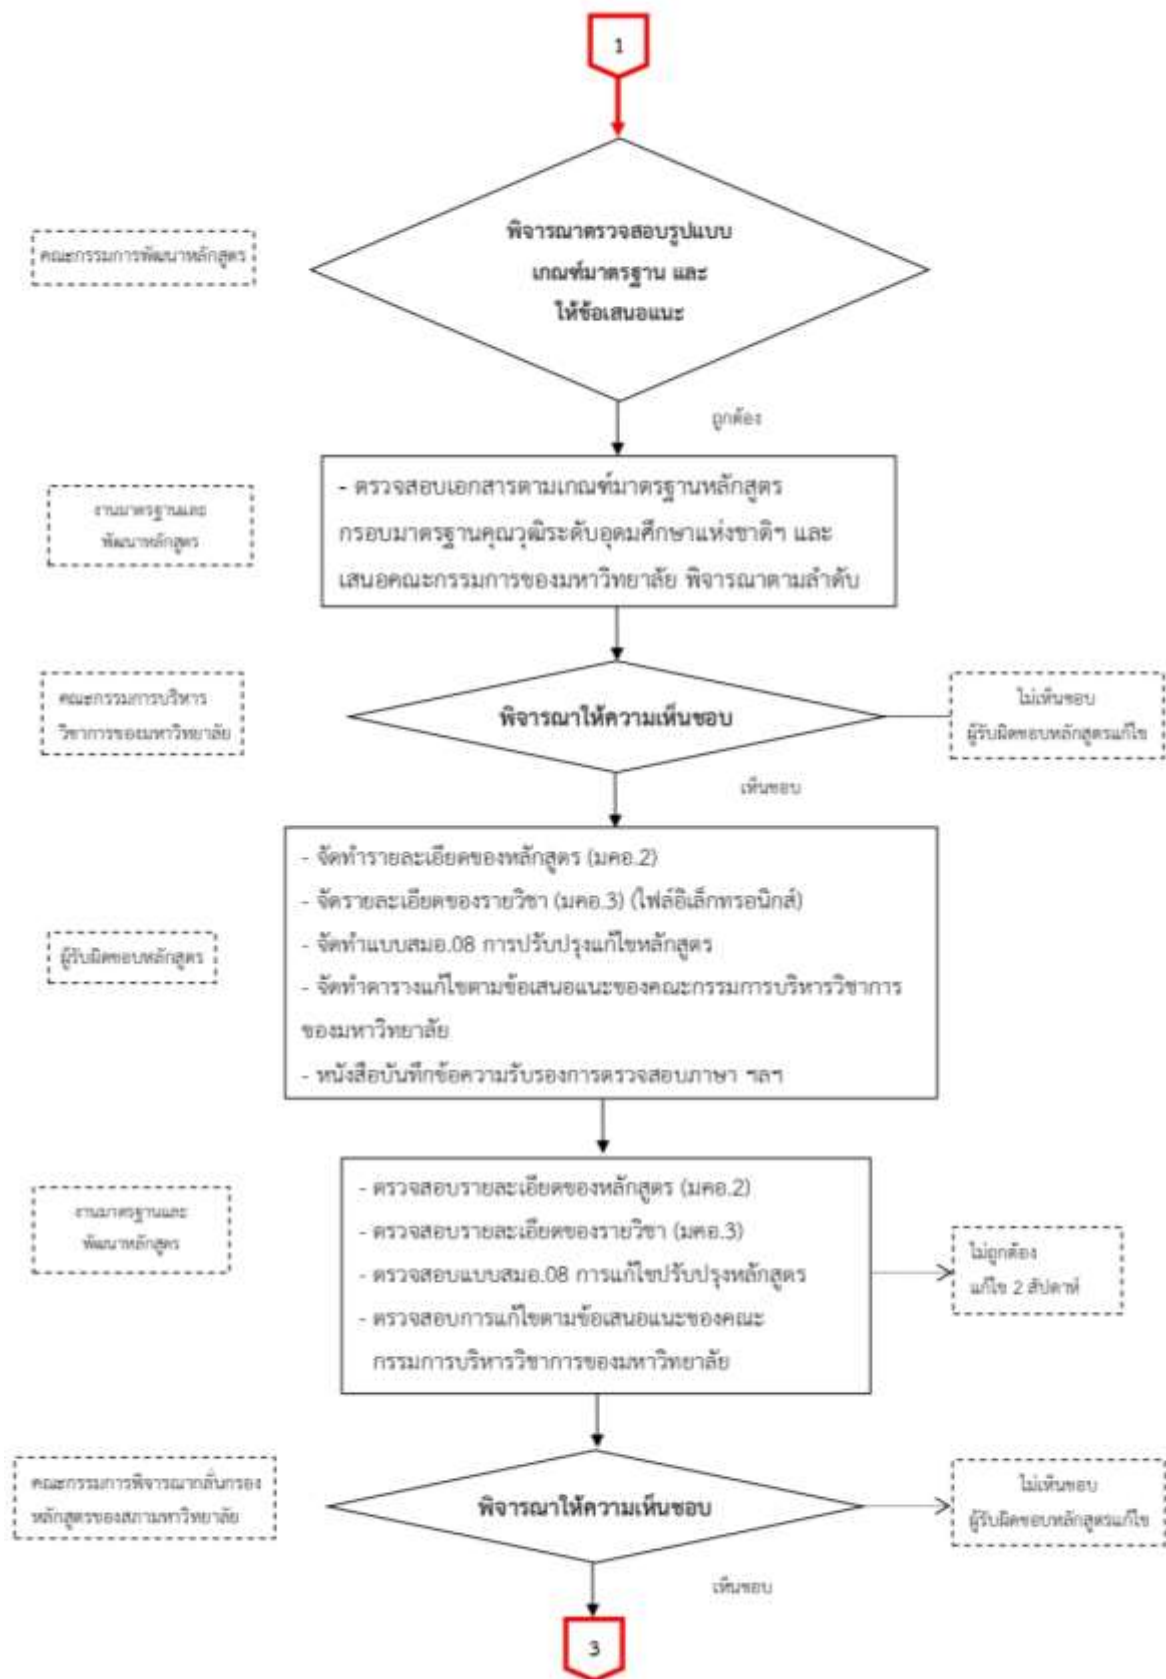 1
พิจารณาตรวจสอบรูปแบบ
เกณฑ์มาตรฐาน และ
ให้ข้อเสนอแนะ
คณะกรรมการพัฒนาหลักสูตร
ถูกต้อง
งานมาตรฐานและ
พัฒนาหลักสูตร
- ตรวจสอบเอกสารตามเกณฑ์มาตรฐานหลักสูตร
กรอบมาตรฐานคุณวุฒิระดับอุดมศึกษาแห่งชาติฯ และ
เสนอคณะกรรมการของมหาวิทยาลัย พิจารณาตามลำดับ
คณะกรรมการบริหาร
วิชาการของมหาวิทยาลัย
พิจารณาให้ความเห็นชอบ
ไม่เห็นชอบ
ผู้รับผิดชอบหลักสูตรแก้ไข
เห็นชอบ
ผู้รับผิดชอบหลักสูตร
- จัดทำรายละเอียดของหลักสูตร (มคอ.2)
- จัดรายละเอียดของรายวิชา (มคอ.3) (ไฟล์อิเล็กทรอนิกส์)
- จัดทำแบบสมอ.08 การปรับปรุงแก้ไขหลักสูตร
- จัดทำตารางแก้ไขตามข้อเสนอแนะของคณะกรรมการบริหารวิชาการ
ของมหาวิทยาลัย
- หนังสือบันทึกข้อความรับรองการตรวจสอบภาษา ฯลฯ
งานมาตรฐานและ
พัฒนาหลักสูตร
- ตรวจสอบรายละเอียดของหลักสูตร (มคอ.2)
- ตรวจสอบรายละเอียดของรายวิชา (มคอ.3)
- ตรวจสอบแบบสมอ.08 การแก้ไขปรับปรุงหลักสูตร
- ตรวจสอบการแก้ไขตามข้อเสนอแนะของคณะ
กรรมการบริหารวิชาการของมหาวิทยาลัย
ไม่ถูกต้อง
แก้ไข 2 สัปดาห์
คณะกรรมการพิจารณากลั่นกรอง
หลักสูตรของสภามหาวิทยาลัย
พิจารณาให้ความเห็นชอบ
ไม่เห็นชอบ
ผู้รับผิดชอบหลักสูตรแก้ไข
เห็นชอบ
3